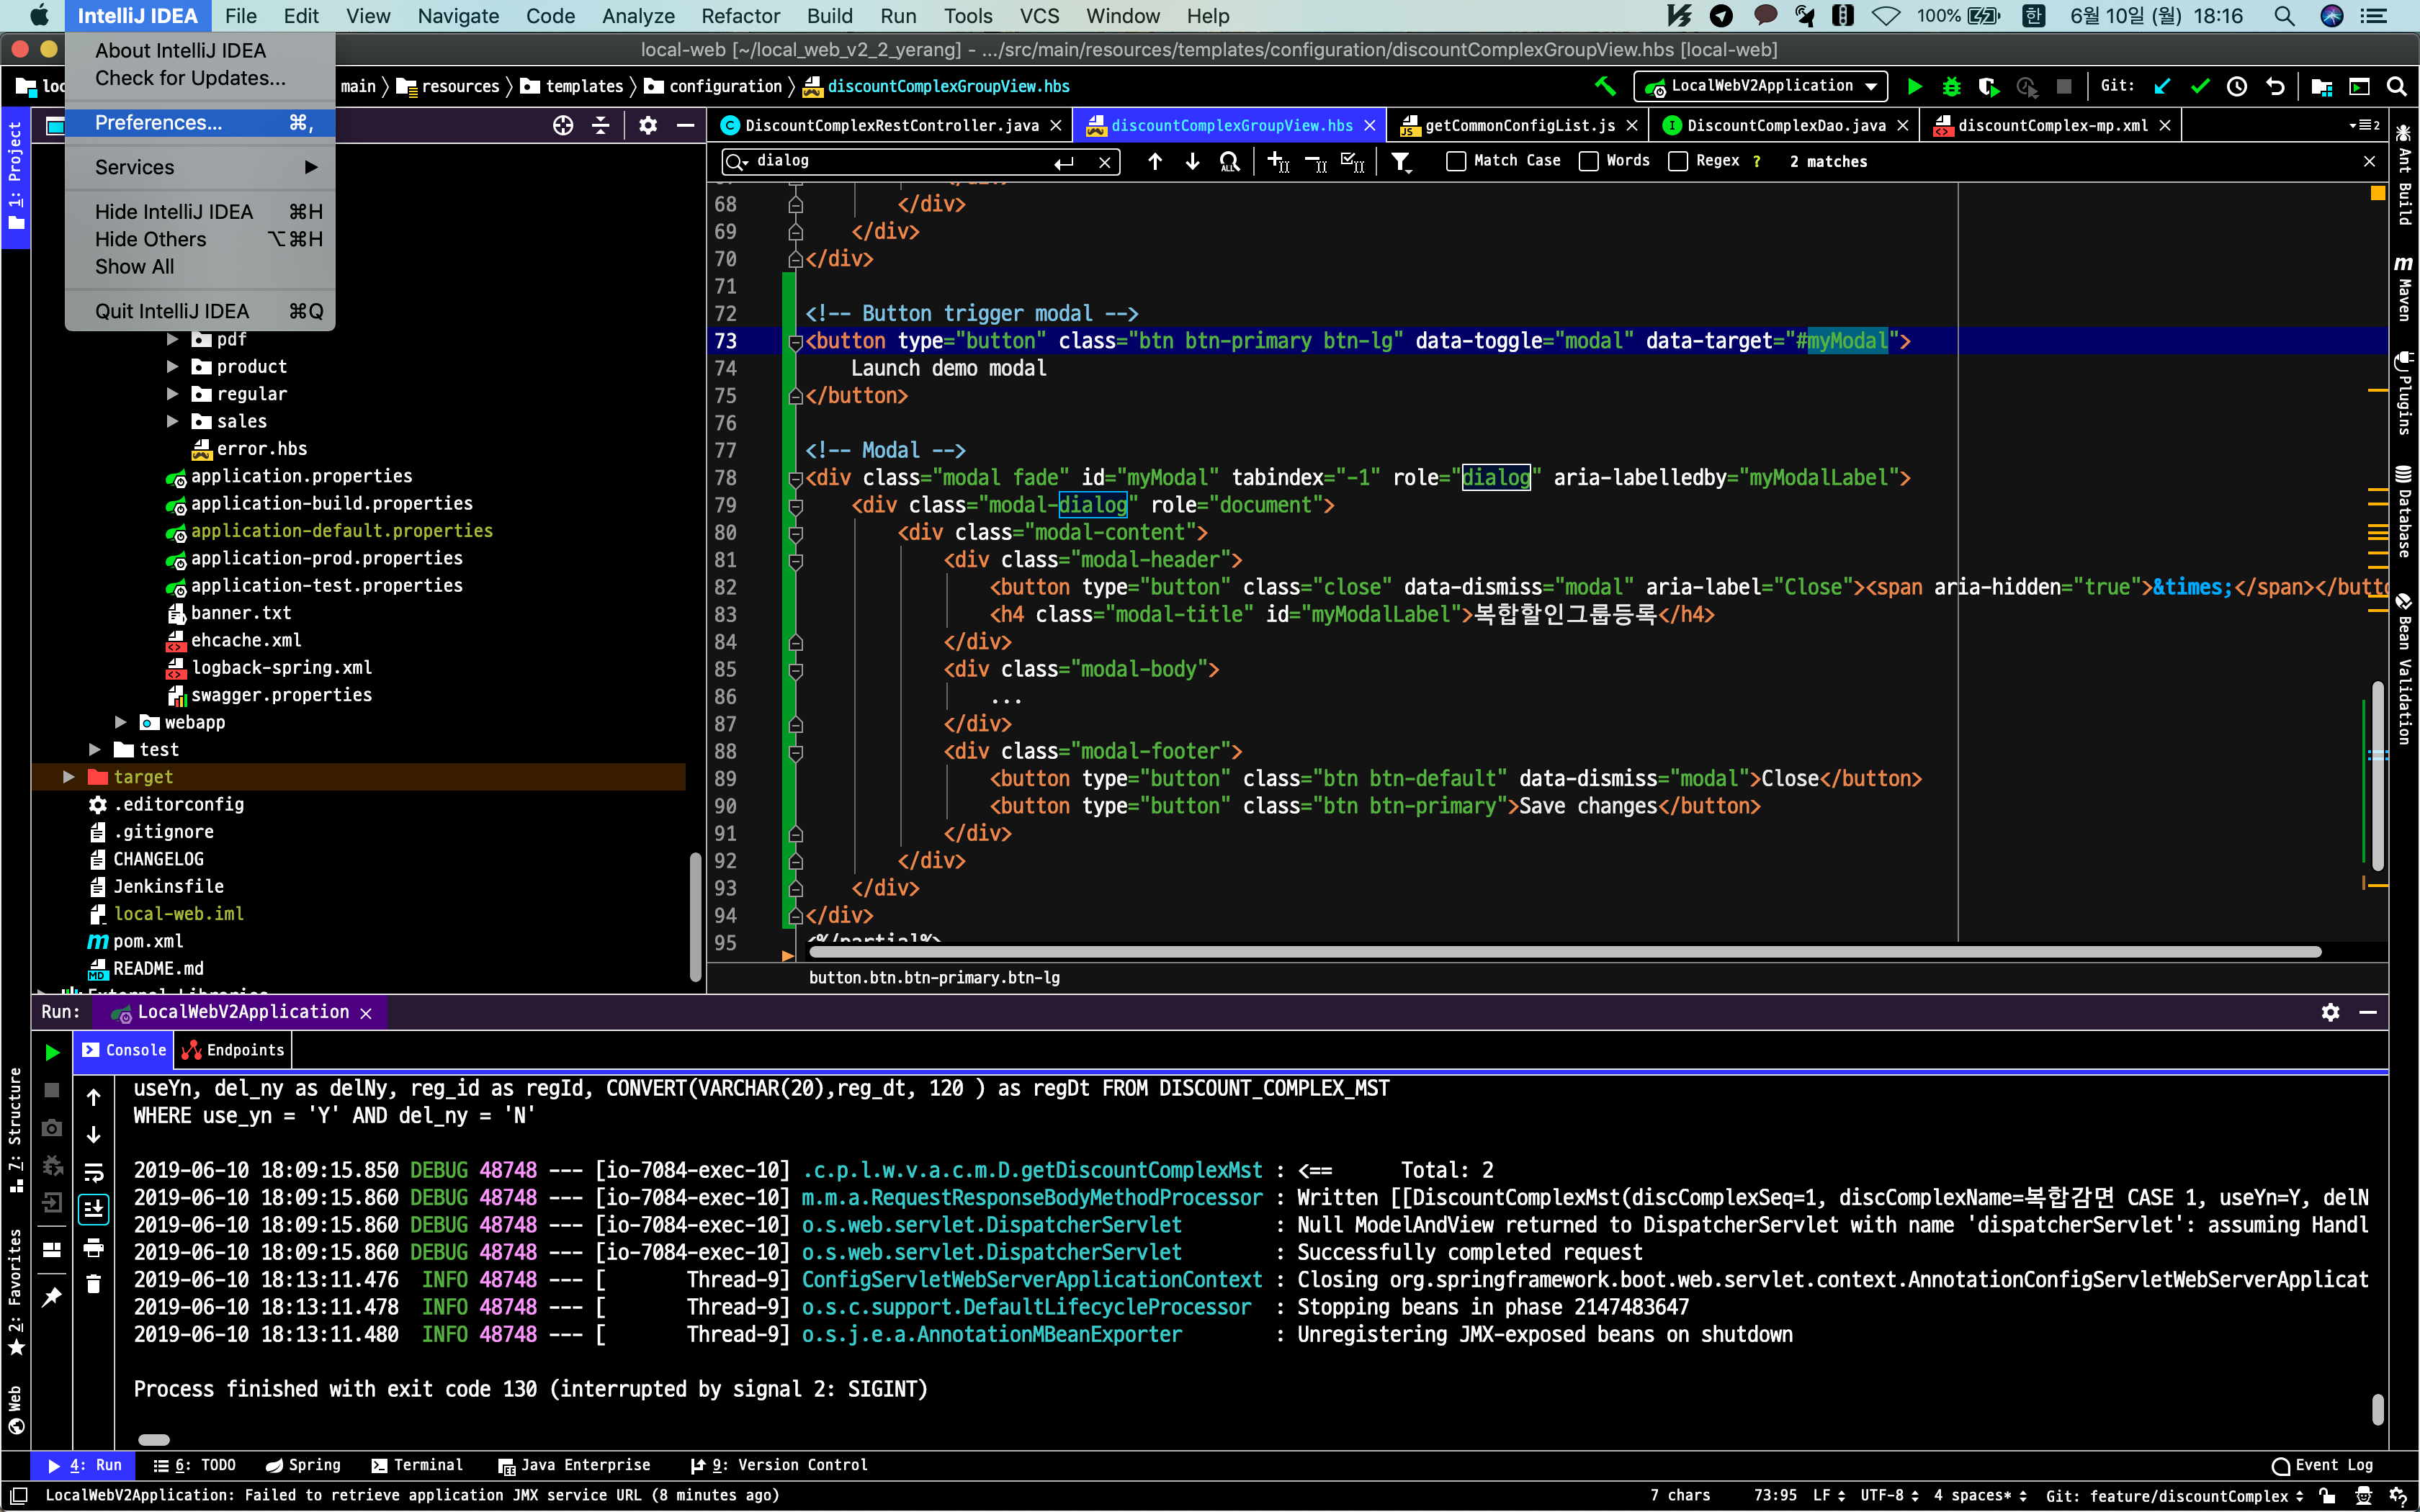 IntelliJ IDEA File Edit View Navigate Code Analyze Refactor Build Run Tools VCS Window Help 100% 한 6월 10일 (월) 18:16
local-web [~/local_web_v2_2_yerang] - .../src/main/resources/templates/configuration/discountComplexGroupView.hbs [local-web]
About IntelliJ IDEA
Check for Updates...
Preferences... ⌘,
Services
Hide IntelliJ IDEA ⌘H
Hide Others ⌥⌘H
Show All
Quit IntelliJ IDEA ⌘Q
main resources templates configuration discountComplexGroupView.hbs LocalWebV2Application Git:
DiscountComplexRestController.java discountComplexGroupView.hbs getCommonConfigList.js DiscountComplexDao.java discountComplex-mp.xml 2
dialog Match Case Words Regex ? 2 matches
1: Project
pdf
product
regular
sales
error.hbs
application.properties
application-build.properties
application-default.properties
application-prod.properties
application-test.properties
banner.txt
ehcache.xml
logback-spring.xml
swagger.properties
webapp
test
target
.editorconfig
.gitignore
CHANGELOG
Jenkinsfile
local-web.iml
pom.xml
README.md
External Libraries
68 </div>
69 </div>
70 </div>
71
72 <!-- Button trigger modal -->
73 <button type="button" class="btn btn-primary btn-lg" data-toggle="modal" data-target="#myModal">
74 Launch demo modal
75 </button>
76
77 <!-- Modal -->
78 <div class="modal fade" id="myModal" tabindex="-1" role="dialog" aria-labelledby="myModalLabel">
79 <div class="modal-dialog" role="document">
80 <div class="modal-content">
81 <div class="modal-header">
82 <button type="button" class="close" data-dismiss="modal" aria-label="Close"><span aria-hidden="true">&times;</span></butto
83 <h4 class="modal-title" id="myModalLabel">복합할인그룹등록</h4>
84 </div>
85 <div class="modal-body">
86 ...
87 </div>
88 <div class="modal-footer">
89 <button type="button" class="btn btn-default" data-dismiss="modal">Close</button>
90 <button type="button" class="btn btn-primary">Save changes</button>
91 </div>
92 </div>
93 </div>
94 </div>
95 <%/partial%>
button.btn.btn-primary.btn-lg
Ant Build
Maven
Plugins
Database
Bean Validation
Run: LocalWebV2Application
Console Endpoints
useYn, del_ny as delNy, reg_id as regId, CONVERT(VARCHAR(20),reg_dt, 120 ) as regDt FROM DISCOUNT_COMPLEX_MST
WHERE use_yn = 'Y' AND del_ny = 'N'
2019-06-10 18:09:15.850 DEBUG 48748 --- [io-7084-exec-10] .c.p.l.w.v.a.c.m.D.getDiscountComplexMst : <== Total: 2
2019-06-10 18:09:15.860 DEBUG 48748 --- [io-7084-exec-10] m.m.a.RequestResponseBodyMethodProcessor : Written [[DiscountComplexMst(discComplexSeq=1, discComplexName=복합감면 CASE 1, useYn=Y, delN
2019-06-10 18:09:15.860 DEBUG 48748 --- [io-7084-exec-10] o.s.web.servlet.DispatcherServlet : Null ModelAndView returned to DispatcherServlet with name 'dispatcherServlet': assuming Handl
2019-06-10 18:09:15.860 DEBUG 48748 --- [io-7084-exec-10] o.s.web.servlet.DispatcherServlet : Successfully completed request
2019-06-10 18:13:11.476 INFO 48748 --- [ Thread-9] ConfigServletWebServerApplicationContext : Closing org.springframework.boot.web.servlet.context.AnnotationConfigServletWebServerApplicat
2019-06-10 18:13:11.478 INFO 48748 --- [ Thread-9] o.s.c.support.DefaultLifecycleProcessor : Stopping beans in phase 2147483647
2019-06-10 18:13:11.480 INFO 48748 --- [ Thread-9] o.s.j.e.a.AnnotationMBeanExporter : Unregistering JMX-exposed beans on shutdown
Process finished with exit code 130 (interrupted by signal 2: SIGINT)
7: Structure
2: Favorites
Web
4: Run 6: TODO Spring Terminal Java Enterprise 9: Version Control Event Log
LocalWebV2Application: Failed to retrieve application JMX service URL (8 minutes ago) 7 chars 73:95 LF UTF-8 4 spaces* Git: feature/discountComplex